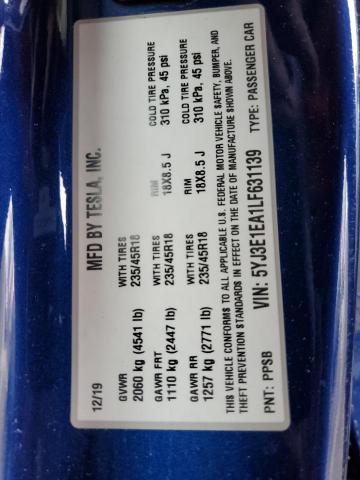 MFD BY TESLA, INC.
12/19
GVWR WITH TIRES COLD TIRE PRESSURE
2060 kg (4541 lb) 235/45R18 310 kPa, 45 psi
GAWR FRT WITH TIRES RIM COLD TIRE PRESSURE
1110 kg (2447 lb) 235/45R18 18X8.5 J 310 kPa, 45 psi
GAWR RR WITH TIRES RIM COLD TIRE PRESSURE
1257 kg (2771 lb) 235/45R18 18X8.5 J 310 kPa, 45 psi
THIS VEHICLE CONFORMS TO ALL APPLICABLE U.S. FEDERAL MOTOR VEHICLE SAFETY, BUMPER, AND
THEFT PREVENTION STANDARDS IN EFFECT ON THE DATE OF MANUFACTURE SHOWN ABOVE.
VIN: 5YJ3E1EA1LF631139
PNT: PPSB TYPE: PASSENGER CAR